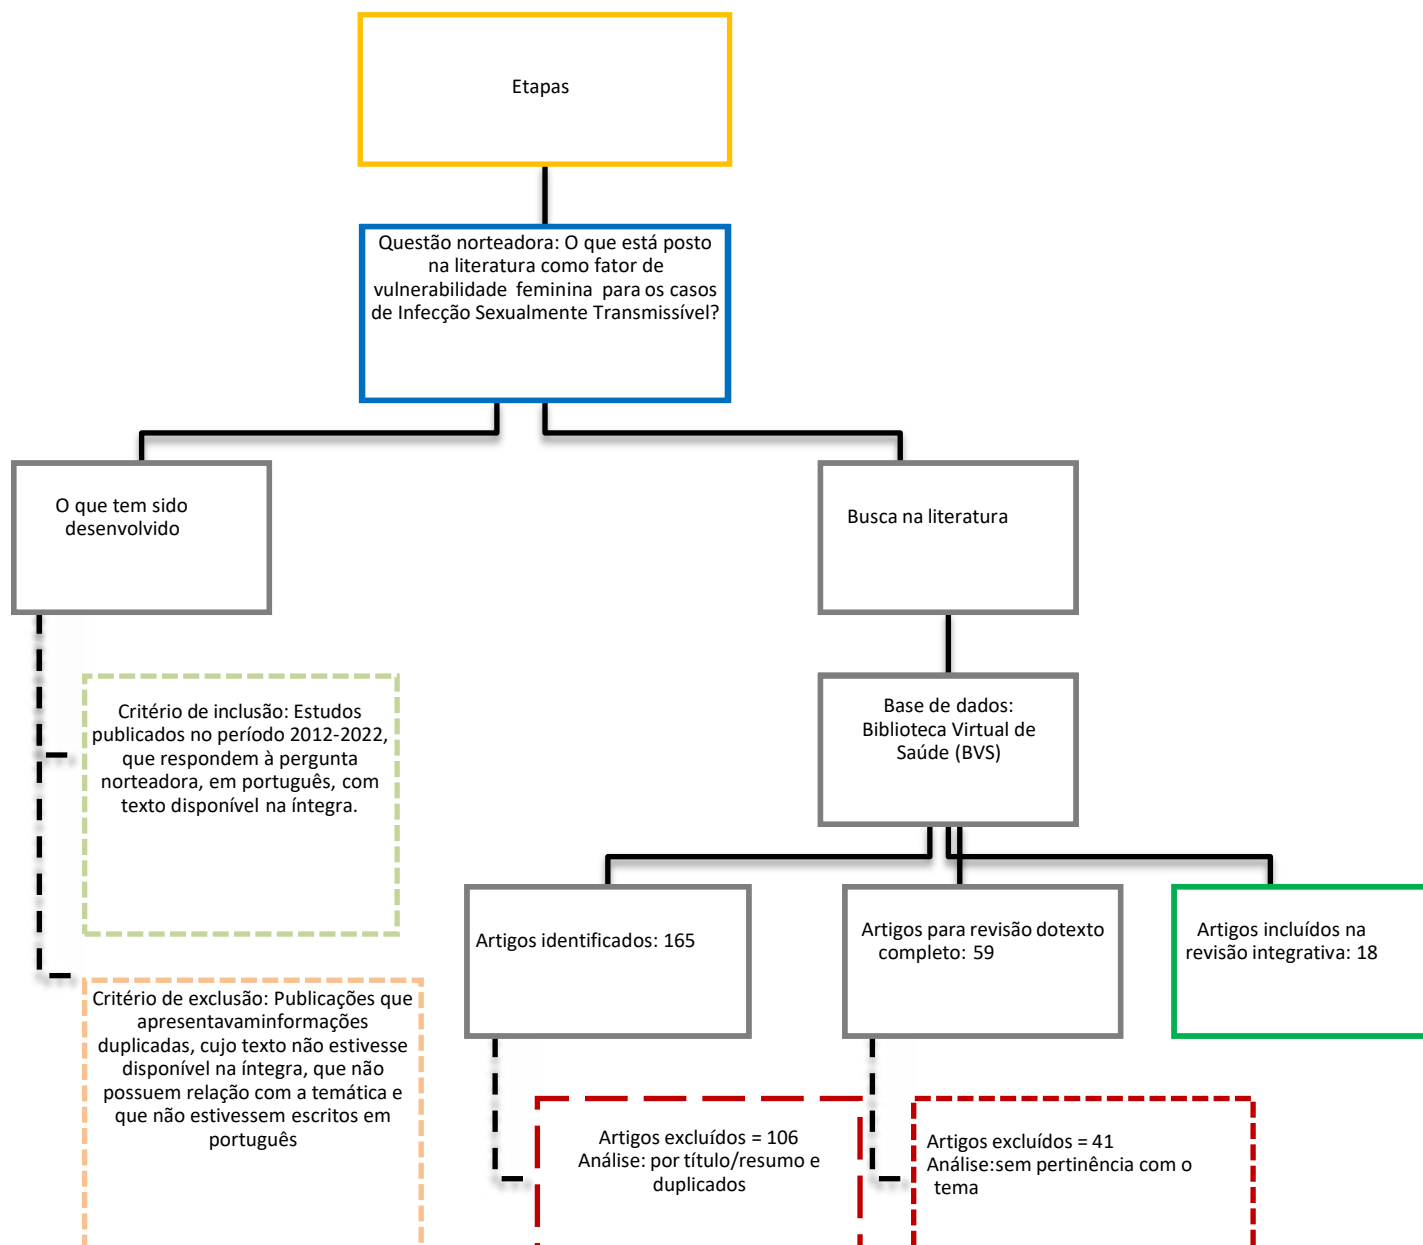 Etapas
Questão norteadora: O que está posto
na literatura como fator de
vulnerabilidade feminina para os casos
de Infecção Sexualmente Transmissível?
O que tem sido
desenvolvido
Busca na literatura
Critério de inclusão: Estudos
publicados no período 2012-2022,
que respondem à pergunta
norteadora, em português, com
texto disponível na íntegra.
Base de dados:
Biblioteca Virtual de
Saúde (BVS)
Artigos identificados: 165
Artigos para revisão dotexto
completo: 59
Artigos incluídos na
revisão integrativa: 18
Critério de exclusão: Publicações que
apresentavaminformações
duplicadas, cujo texto não estivesse
disponível na íntegra, que não
possuem relação com a temática e
que não estivessem escritos em
português
Artigos excluídos = 106
Análise: por título/resumo e
duplicados
Artigos excluídos = 41
Análise:sem pertinência com o
tema